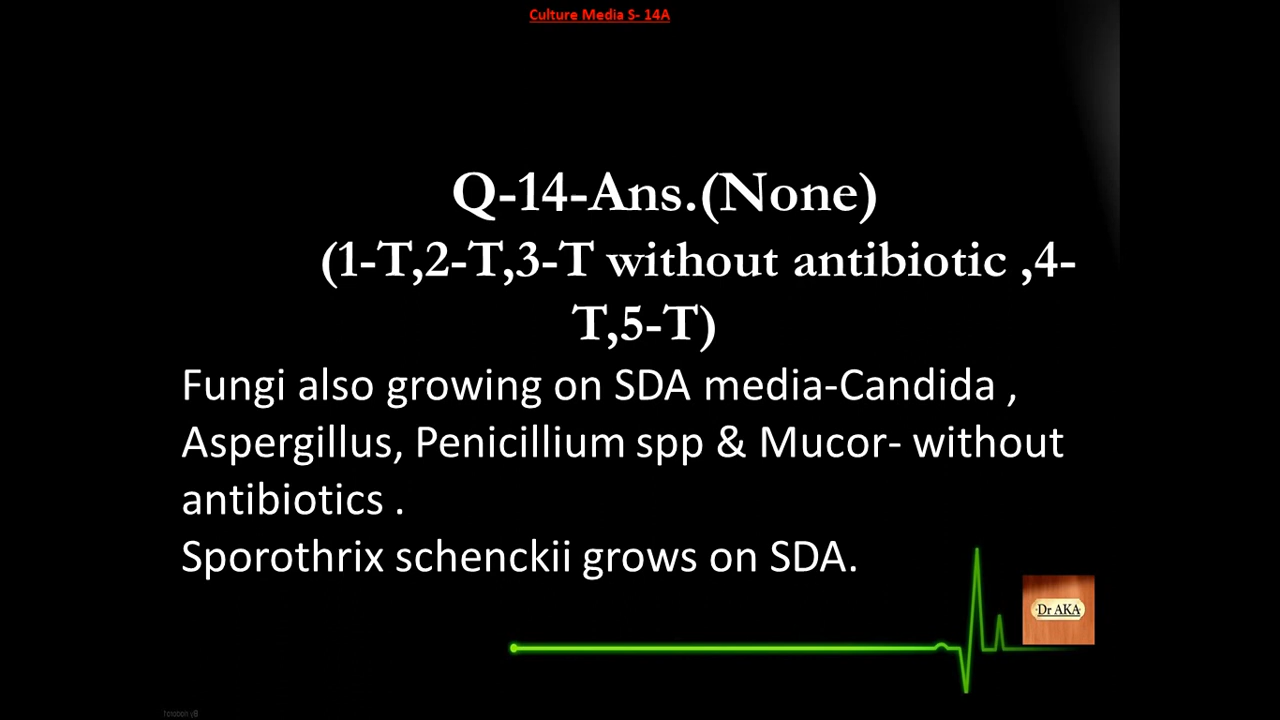 Culture Media S- 14A
Q-14-Ans.(None)
(1-T,2-T,3-T without antibiotic ,4-
T,5-T)
Fungi also growing on SDA media-Candida ,
Aspergillus, Penicillium spp & Mucor- without
antibiotics .
Sporothrix schenckii grows on SDA.
Dr AKA